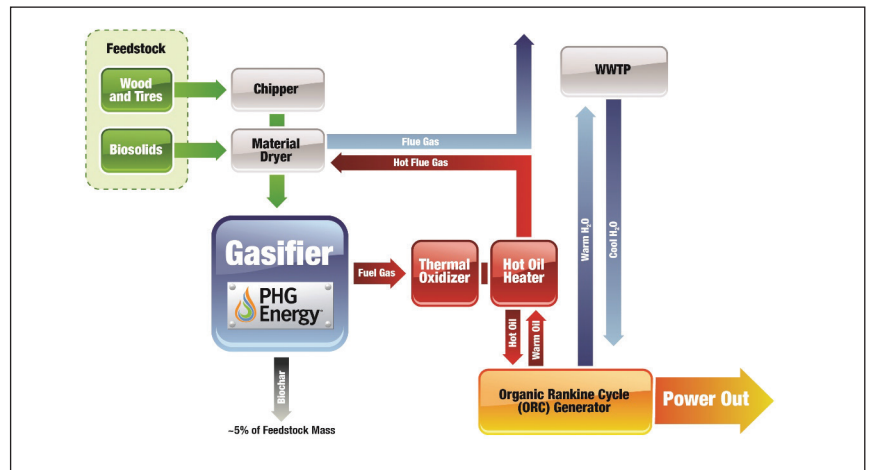 Feedstock
Wood
and Tires
Chipper
WWTP
Biosolids
Material
Dryer
Flue Gas
Hot Flue Gas
Warm H₂O
Cool H₂O
Gasifier
PHG
Energy™
Fuel Gas
Thermal
Oxidizer
Hot Oil
Heater
Hot Oil
Warm Oil
Biochar
~5% of Feedstock Mass
Organic Rankine Cycle
(ORC) Generator
Power Out